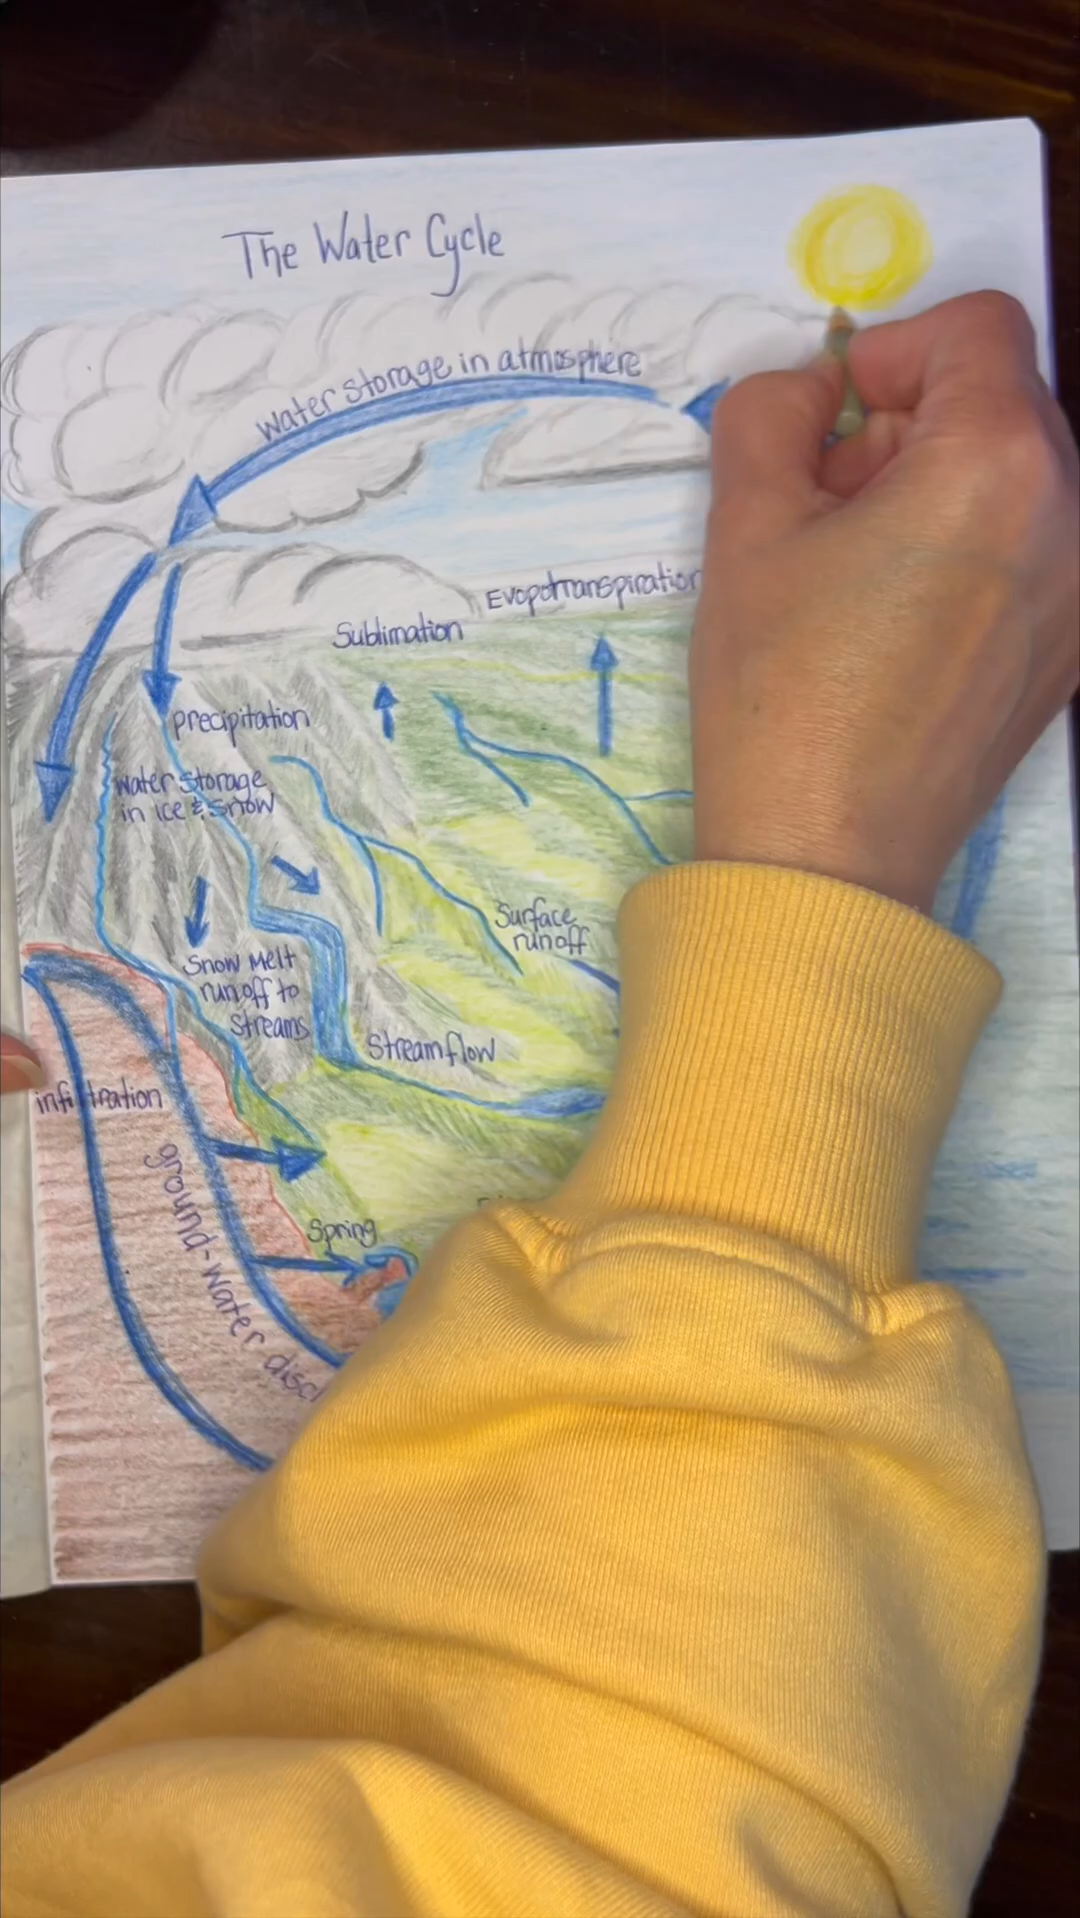 The Water Cycle
Water storage in atmosphere
Evopotranspiration
Sublimation
precipitation
water storage
in ice & snow
Surface
runoff
Snow Melt
runoff to
streams
Streamflow
infiltration
ground-water
Spring